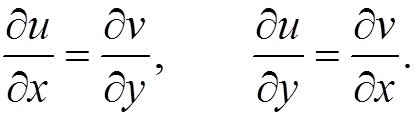 ∂u/∂x = ∂v/∂y, ∂u/∂y = ∂v/∂x.